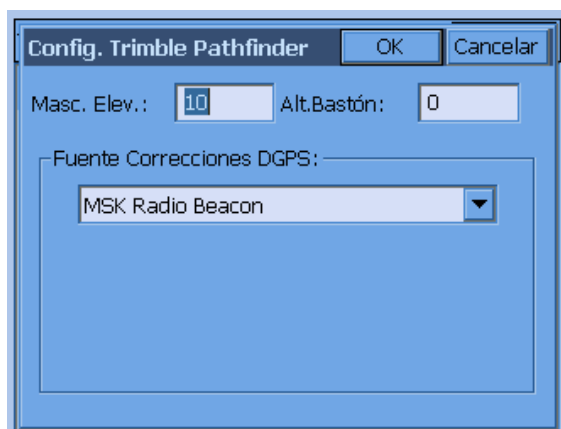 Config. Trimble Pathfinder OK Cancelar
Masc. Elev.: 10 Alt.Bastón: 0
Fuente Correcciones DGPS:
MSK Radio Beacon